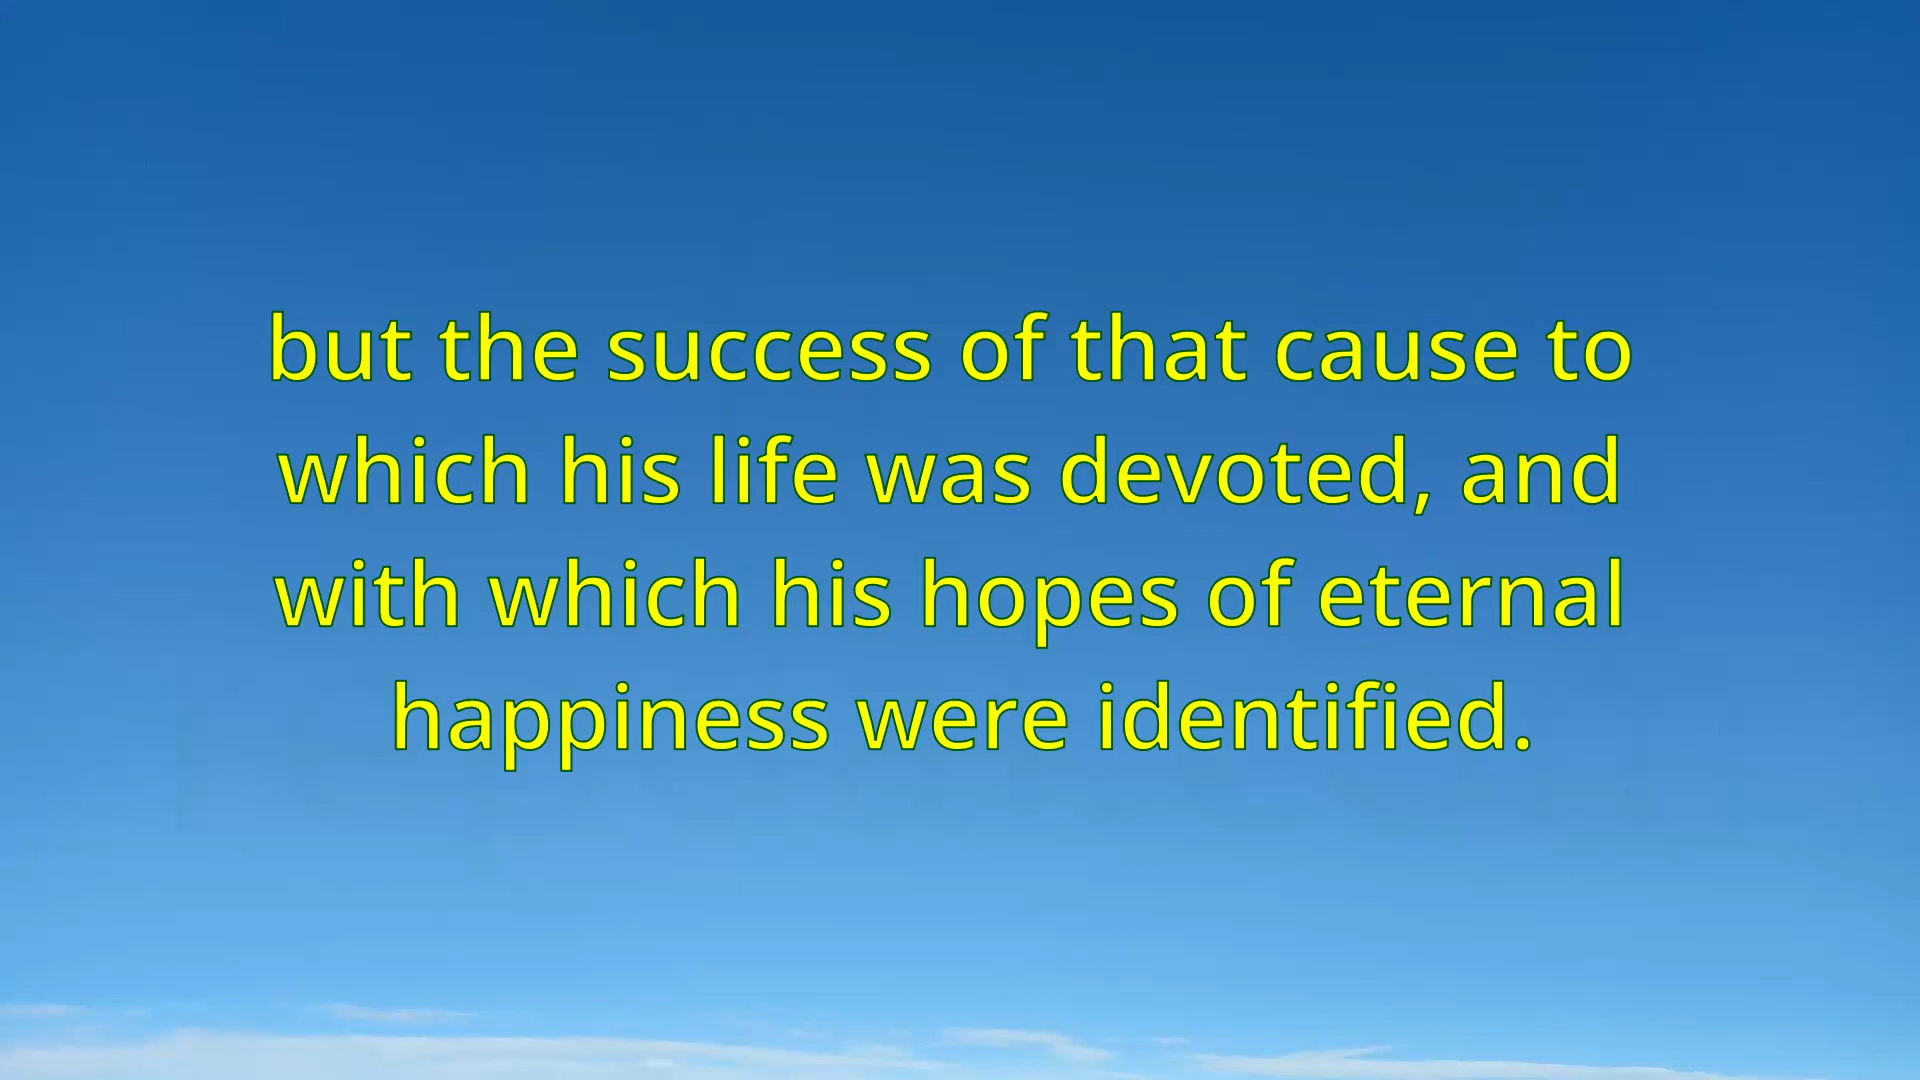 but the success of that cause to
which his life was devoted, and
with which his hopes of eternal
happiness were identified.